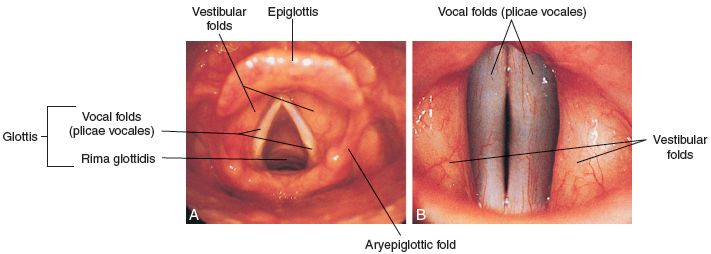 Vestibular
folds
Epiglottis
Vocal folds (plicae vocales)
Glottis
Vocal folds
(plicae vocales)
Rima glottidis
Vestibular
folds
A
B
Aryepiglottic fold